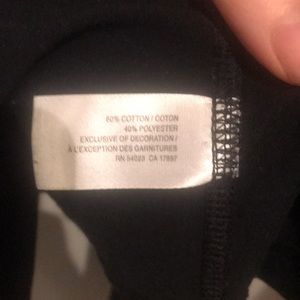 60% COTTON / COTON
40% POLYESTER
EXCLUSIVE OF DECORATION /
À L'EXCEPTION DES GARNITURES
RN 54023 CA 17897